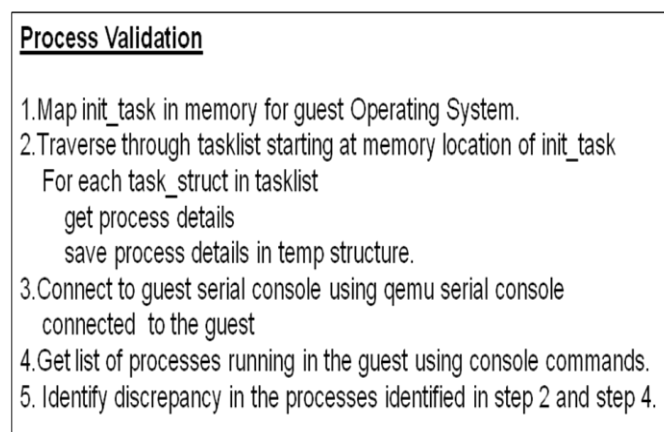 Process Validation
1.Map init_task in memory for guest Operating System.
2.Traverse through tasklist starting at memory location of init_task
For each task_struct in tasklist
get process details
save process details in temp structure.
3.Connect to guest serial console using qemu serial console
connected to the guest
4.Get list of processes running in the guest using console commands.
5. Identify discrepancy in the processes identified in step 2 and step 4.